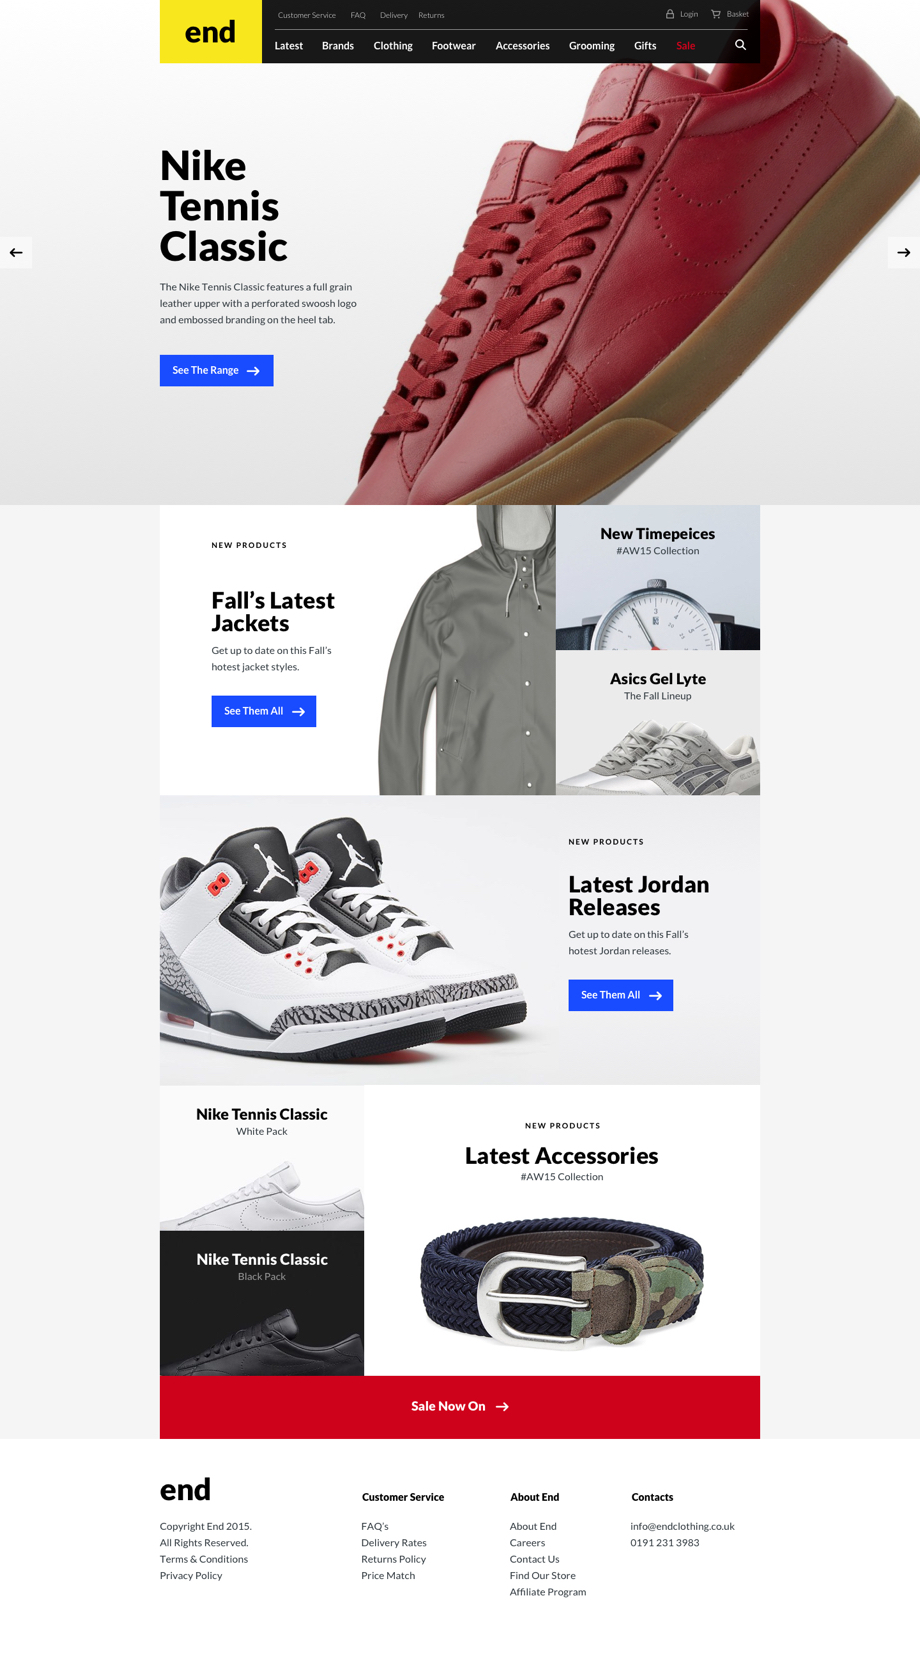 end
Customer Service FAQ Delivery Returns Login Basket
Latest Brands Clothing Footwear Accessories Grooming Gifts Sale
Nike
Tennis
Classic
The Nike Tennis Classic features a full grain
leather upper with a perforated swoosh logo
and embossed branding on the heel tab.
See The Range
NEW PRODUCTS
Fall’s Latest
Jackets
Get up to date on this Fall’s
hotest jacket styles.
See Them All
New Timepeices
#AW15 Collection
Asics Gel Lyte
The Fall Lineup
NEW PRODUCTS
Latest Jordan
Releases
Get up to date on this Fall’s
hotest Jordan releases.
See Them All
Nike Tennis Classic
White Pack
Nike Tennis Classic
Black Pack
NEW PRODUCTS
Latest Accessories
#AW15 Collection
Sale Now On
end
Copyright End 2015.
All Rights Reserved.
Terms & Conditions
Privacy Policy
Customer Service
FAQ’s
Delivery Rates
Returns Policy
Price Match
About End
About End
Careers
Contact Us
Find Our Store
Affiliate Program
Contacts
info@endclothing.co.uk
0191 231 3983